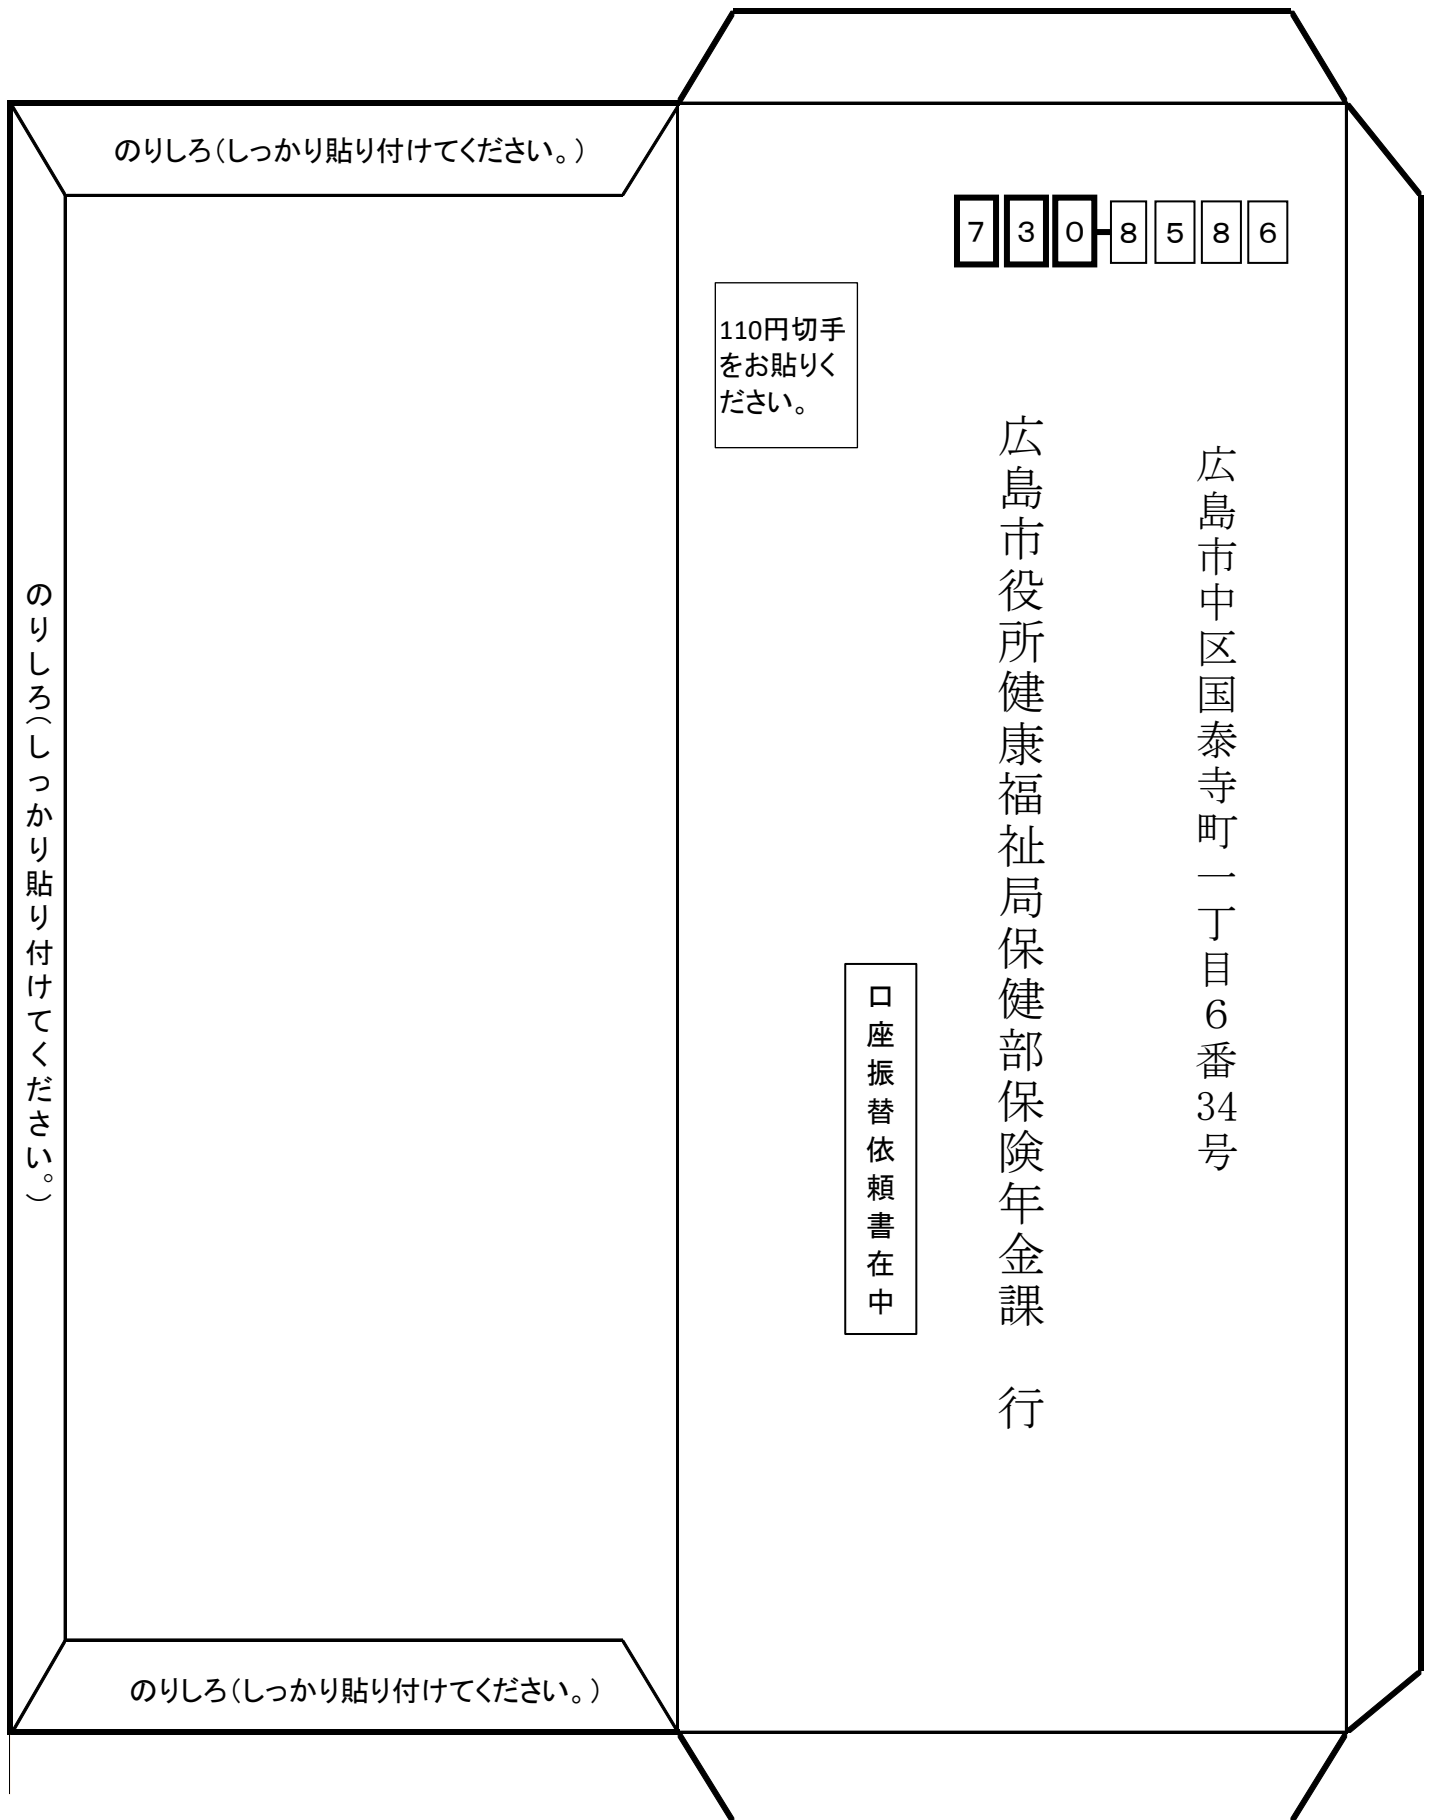 のりしろ（しっかり貼り付けてください。）
730-8586
110円切手
をお貼りく
ださい。
広島市中区国泰寺町一丁目６番34号
広島市役所健康福祉局保健部保険年金課　行
口座振替依頼書在中
のりしろ（しっかり貼り付けてください。）
のりしろ（しっかり貼り付けてください。）